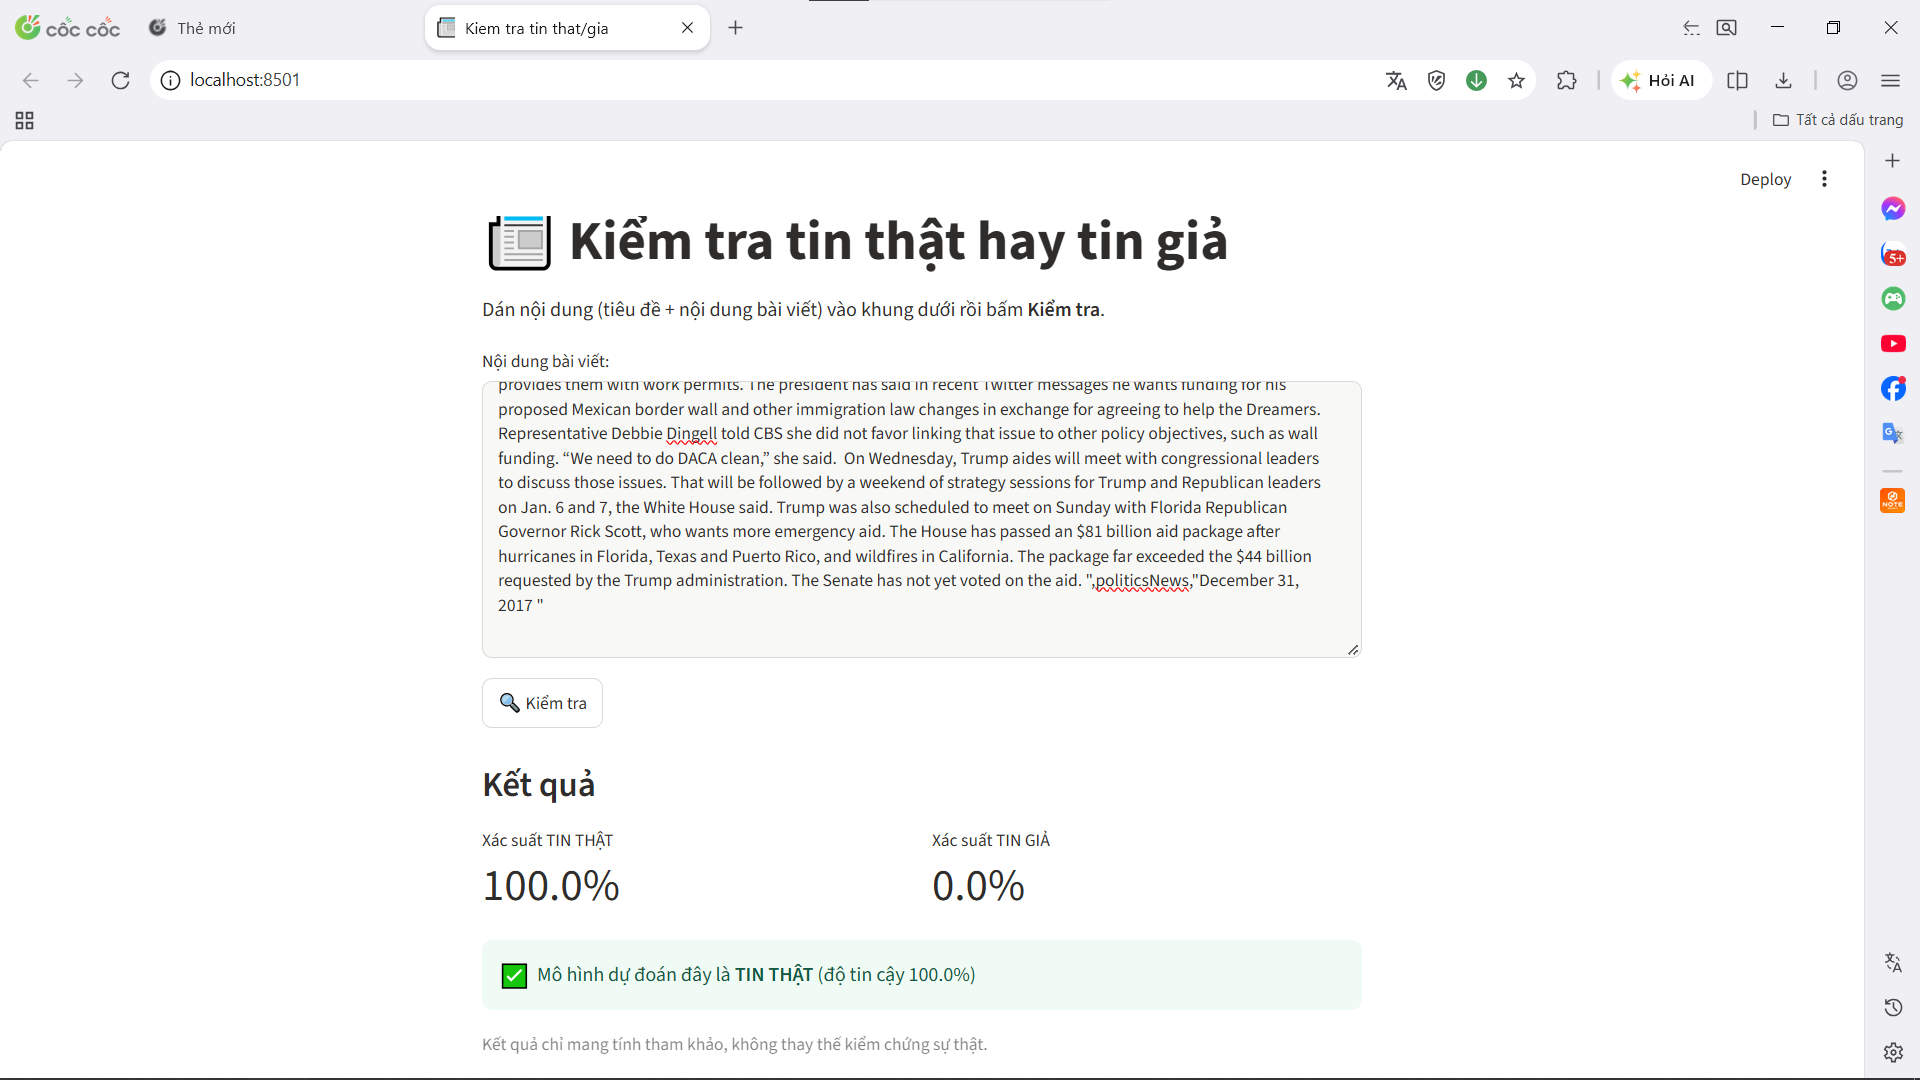 cốc cốc
Thẻ mới
Kiem tra tin that/gia
localhost:8501
Hỏi AI
Tất cả dấu trang
Deploy
Kiểm tra tin thật hay tin giả
Dán nội dung (tiêu đề + nội dung bài viết) vào khung dưới rồi bấm Kiểm tra.
Nội dung bài viết:
provides them with work permits. The president has said in recent Twitter messages he wants funding for his
proposed Mexican border wall and other immigration law changes in exchange for agreeing to help the Dreamers.
Representative Debbie Dingell told CBS she did not favor linking that issue to other policy objectives, such as wall
funding. “We need to do DACA clean,” she said.  On Wednesday, Trump aides will meet with congressional leaders
to discuss those issues. That will be followed by a weekend of strategy sessions for Trump and Republican leaders
on Jan. 6 and 7, the White House said. Trump was also scheduled to meet on Sunday with Florida Republican
Governor Rick Scott, who wants more emergency aid. The House has passed an $81 billion aid package after
hurricanes in Florida, Texas and Puerto Rico, and wildfires in California. The package far exceeded the $44 billion
requested by the Trump administration. The Senate has not yet voted on the aid. ",politicsNews,"December 31,
2017 "
Kiểm tra
Kết quả
Xác suất TIN THẬT
100.0%
Xác suất TIN GIẢ
0.0%
Mô hình dự đoán đây là TIN THẬT (độ tin cậy 100.0%)
Kết quả chỉ mang tính tham khảo, không thay thế kiểm chứng sự thật.
5+
NOTE